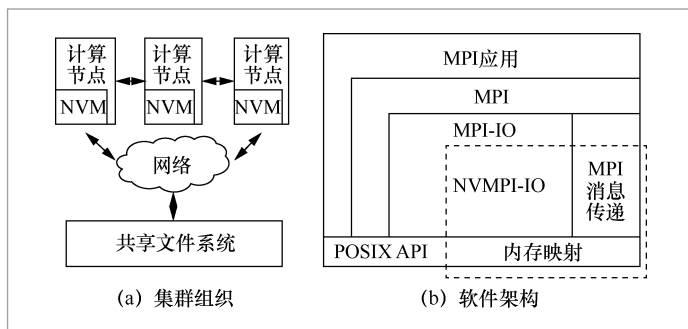 计算
节点
NVM
计算
节点
NVM
计算
节点
NVM
网络
共享文件系统
(a) 集群组织
MPI应用
MPI
MPI-IO
NVMPI-IO
MPI
消息
传递
POSIX API
内存映射
(b) 软件架构